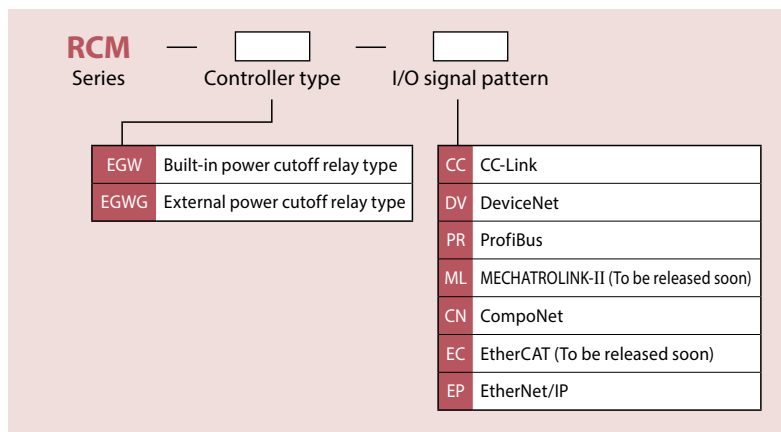 RCM — —
Series Controller type I/O signal pattern
EGW Built-in power cutoff relay type
EGWG External power cutoff relay type
CC CC-Link
DV DeviceNet
PR ProfiBus
ML MECHATROLINK-II (To be released soon)
CN CompoNet
EC EtherCAT (To be released soon)
EP EtherNet/IP